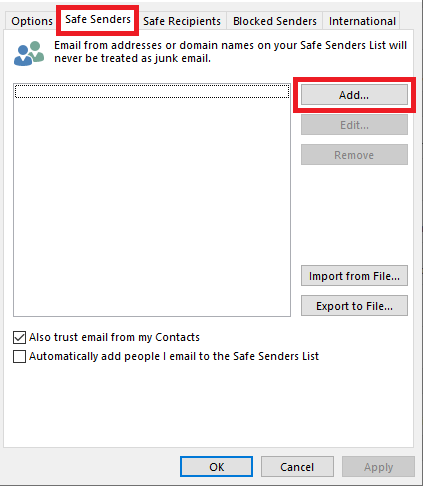 Options Safe Senders Safe Recipients Blocked Senders International
Email from addresses or domain names on your Safe Senders List will
never be treated as junk email.
Add...
Edit...
Remove
Import from File...
Export to File...
Also trust email from my Contacts
Automatically add people I email to the Safe Senders List
OK Cancel Apply